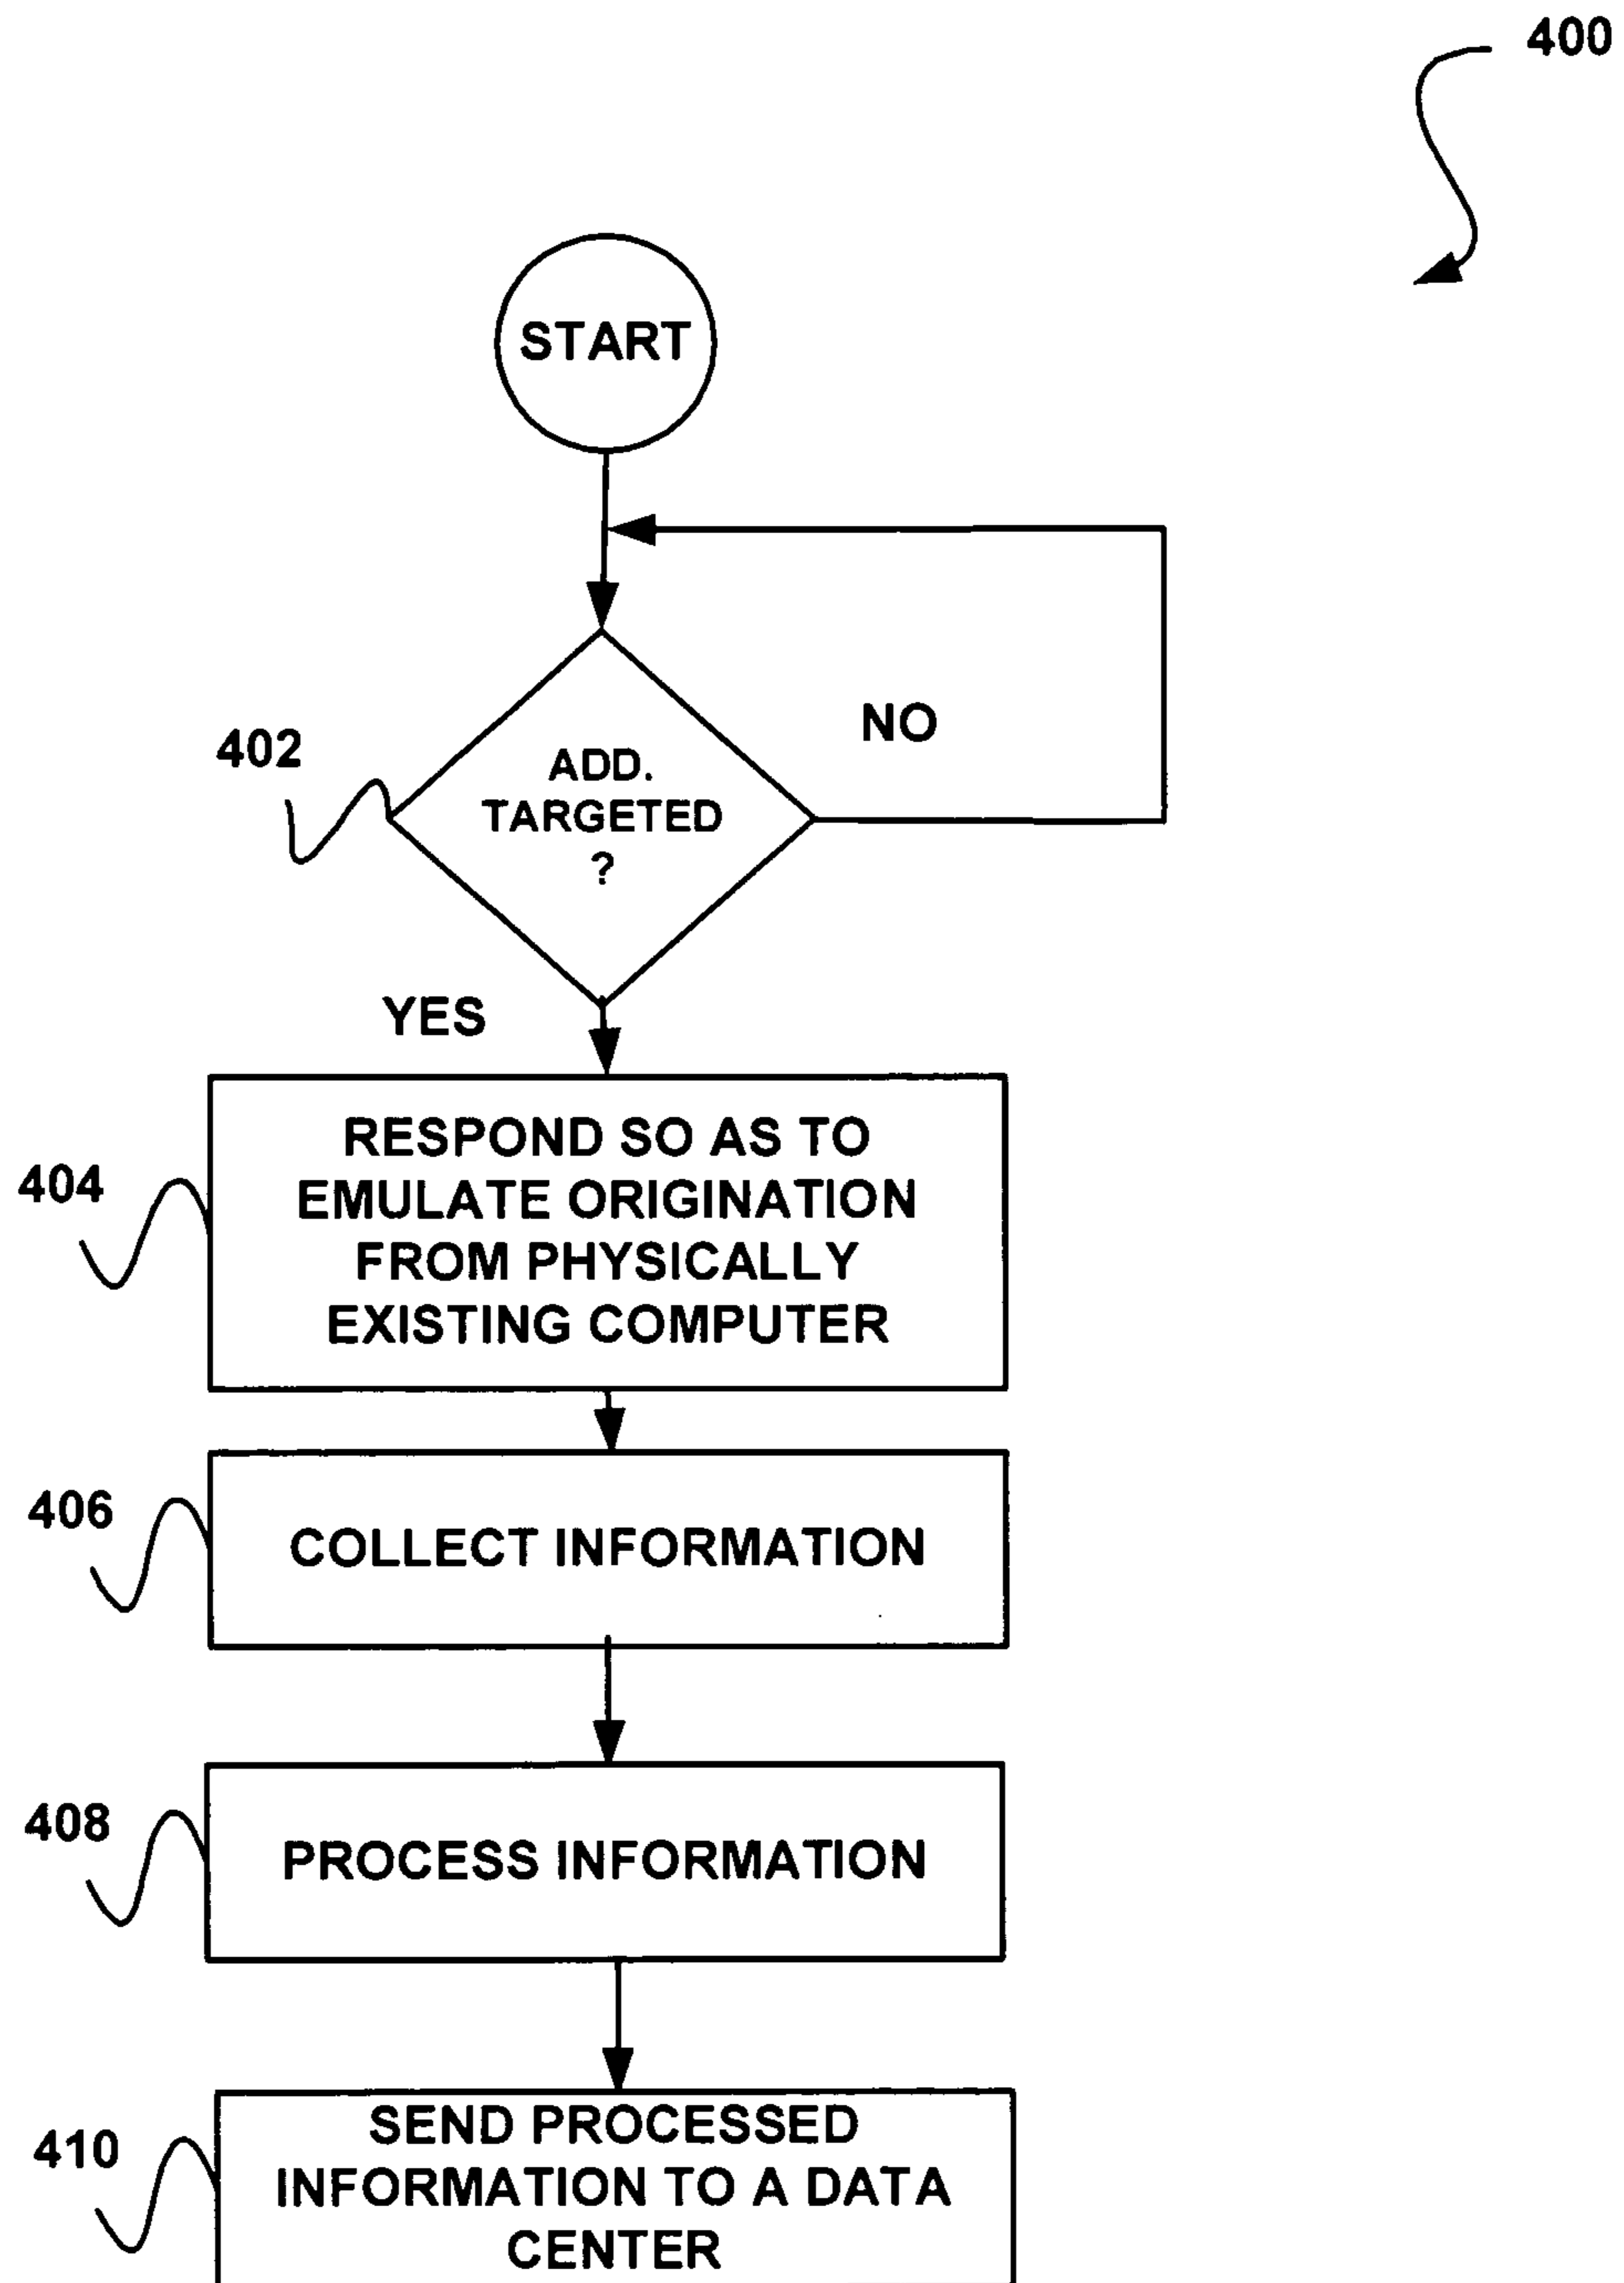 400
START
NO
402
ADD.
TARGETED
?
YES
404
RESPOND SO AS TO
EMULATE ORIGINATION
FROM PHYSICALLY
EXISTING COMPUTER
406
COLLECT INFORMATION
408
PROCESS INFORMATION
410
SEND PROCESSED
INFORMATION TO A DATA
CENTER